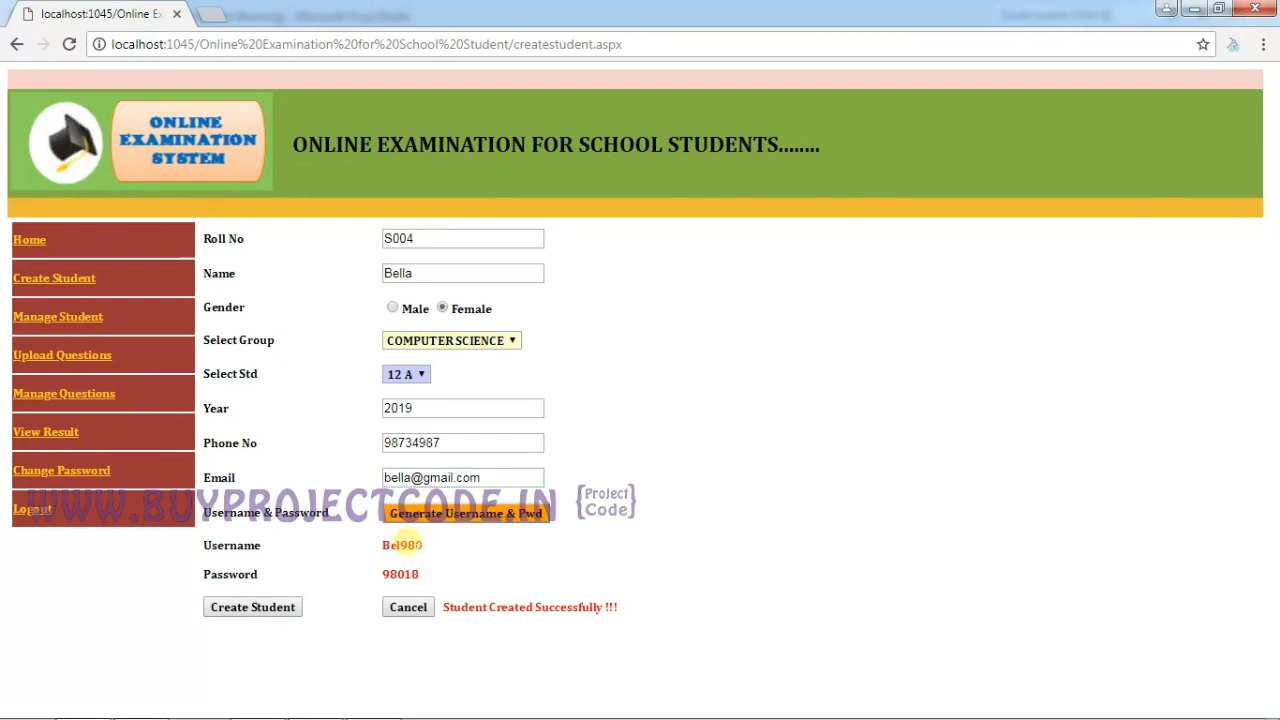 localhost:1045/Online Ex
localhost:1045/Online%20Examination%20for%20School%20Student/createstudent.aspx
ONLINE
EXAMINATION
SYSTEM
ONLINE EXAMINATION FOR SCHOOL STUDENTS........
Home
Create Student
Manage Student
Upload Questions
Manage Questions
View Result
Change Password
Logout
Roll No S004
Name Bella
Gender Male Female
Select Group COMPUTER SCIENCE
Select Std 12 A
Year 2019
Phone No 98734987
Email bella@gmail.com
WWW.BUYPROJECTCODE.IN {Project Code}
Username & Password Generate Username & Pwd
Username Bel980
Password 98018
Create Student Cancel Student Created Successfully !!!